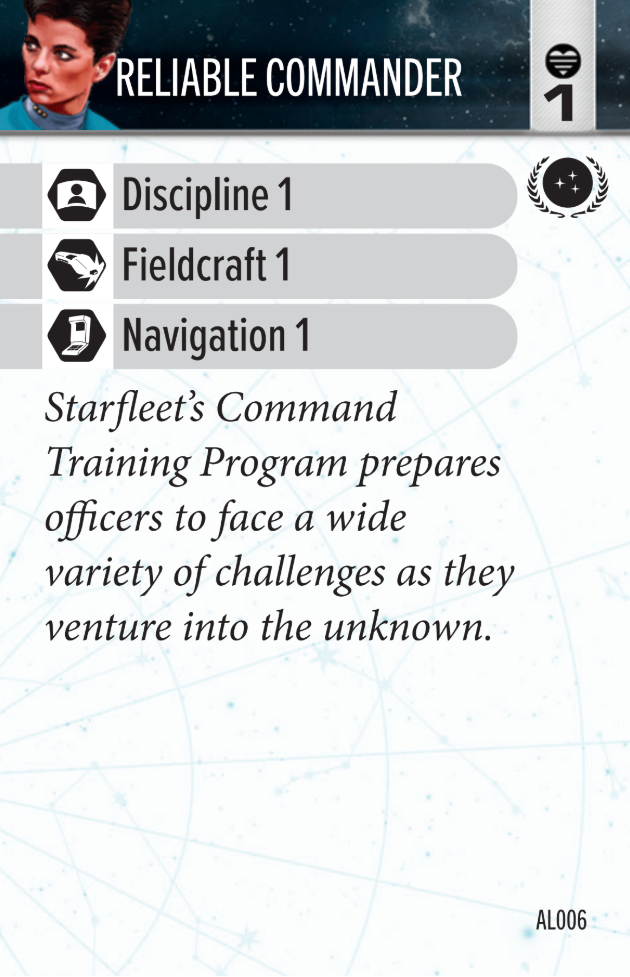 RELIABLE COMMANDER
1
Discipline 1
Fieldcraft 1
Navigation 1
Starfleet’s Command
Training Program prepares
officers to face a wide
variety of challenges as they
venture into the unknown.
AL006